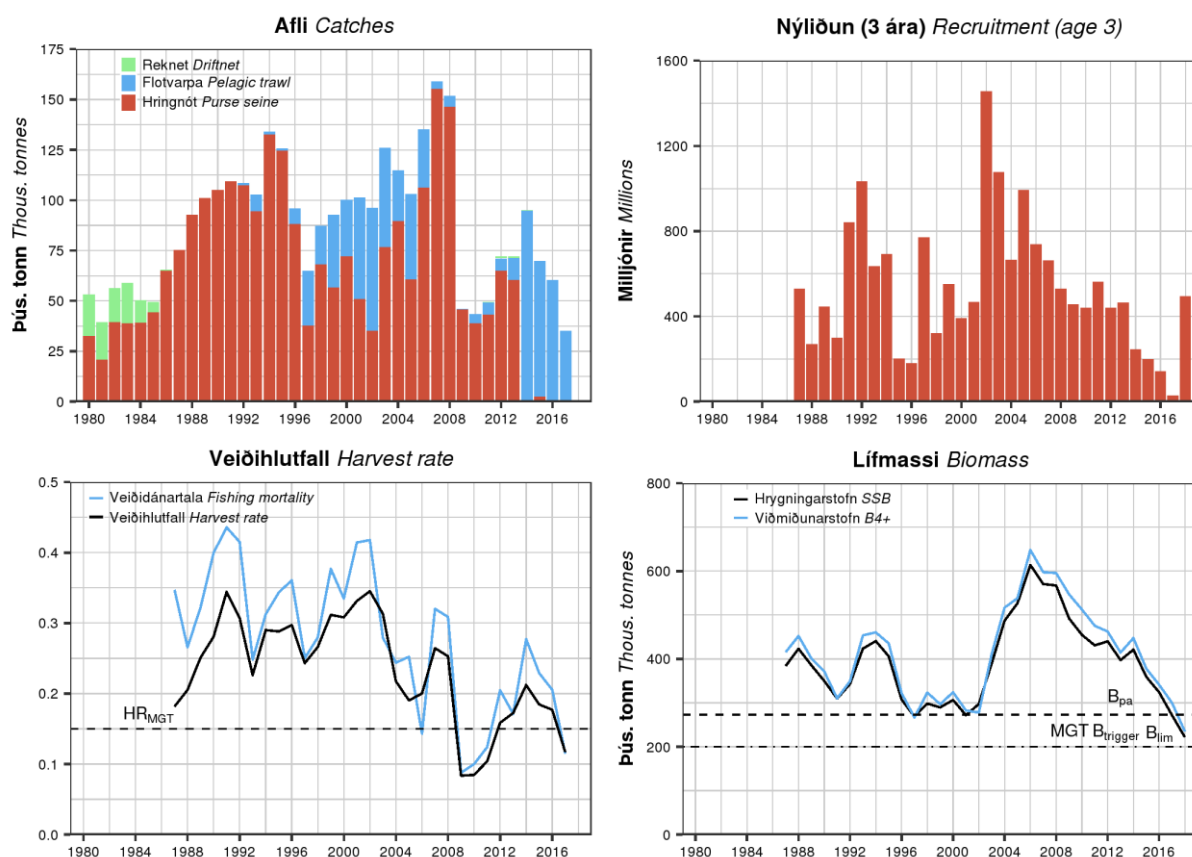 Afli Catches
Þús. tonn Thous. tonnes
175
150
125
100
75
50
25
0
Reknet Driftnet
Flotvarpa Pelagic trawl
Hringnót Purse seine
1980 1984 1988 1992 1996 2000 2004 2008 2012 2016
Nýliðun (3 ára) Recruitment (age 3)
Milljónir Millions
1600
1200
800
400
0
1980 1984 1988 1992 1996 2000 2004 2008 2012 2016
Veiðihlutfall Harvest rate
0.5
0.4
0.3
0.2
0.1
0.0
Veiðidánartala Fishing mortality
Veiðihlutfall Harvest rate
HRMGT
1980 1984 1988 1992 1996 2000 2004 2008 2012 2016
Lífmassi Biomass
Þús. tonn Thous. tonnes
800
600
400
200
0
Hrygningarstofn SSB
Viðmiðunarstofn B4+
Bpa
MGT Btrigger Blim
1980 1984 1988 1992 1996 2000 2004 2008 2012 2016